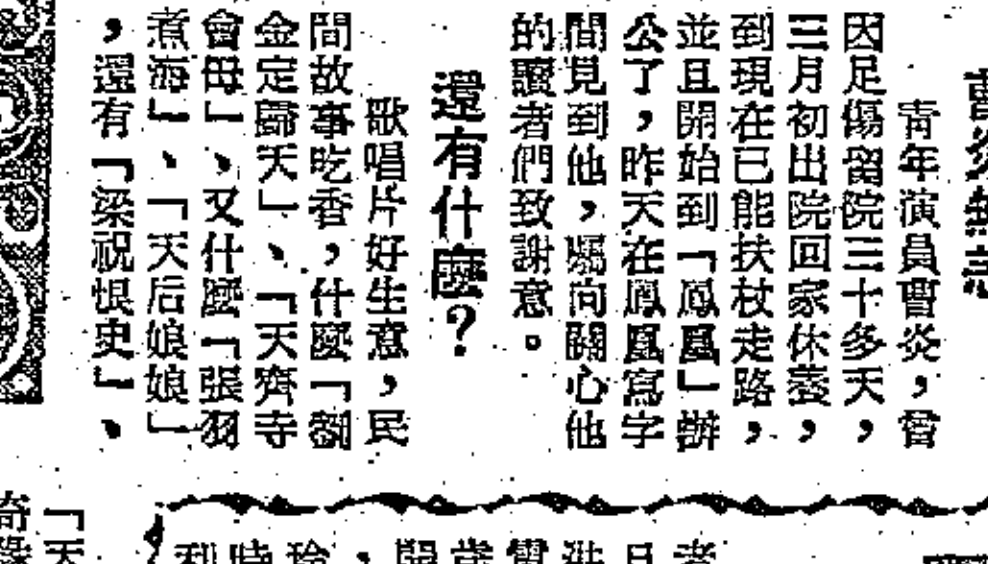 青年演員曹炎,曾
因足傷留院三十多天,
三月初出院回家休養,
到現在已能扶杖走路,
並且開始到「鳳凰」辦
公了,昨天在鳳凰寫字
間見到他,囑向關心他
的讀者們致謝意。
還有什麼?
歌唱片好生意,民
間故事吃香,什麼「劉
金定歸天」、「天齊寺
會母」、又什麼「張羽
煮海」、「天后娘娘」
,還有「梁祝恨史」、